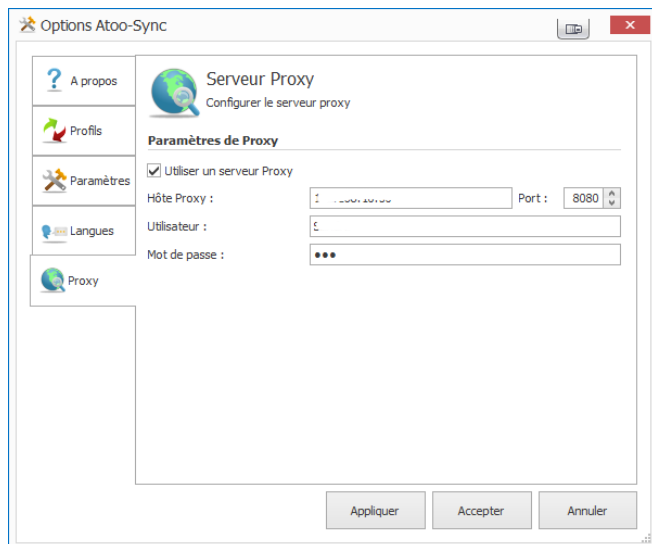 Options Atoo-Sync
A propos
Profils
Paramètres
Langues
Proxy
Serveur Proxy
Configurer le serveur proxy
Paramètres de Proxy
Utiliser un serveur Proxy
Hôte Proxy :
Port : 8080
Utilisateur :
Mot de passe : •••
Appliquer Accepter Annuler